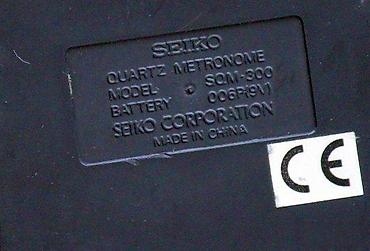 SEIKO
QUARTZ METRONOME
MODEL SQM-300
BATTERY 006P(9V)
SEIKO CORPORATION
MADE IN CHINA
CE